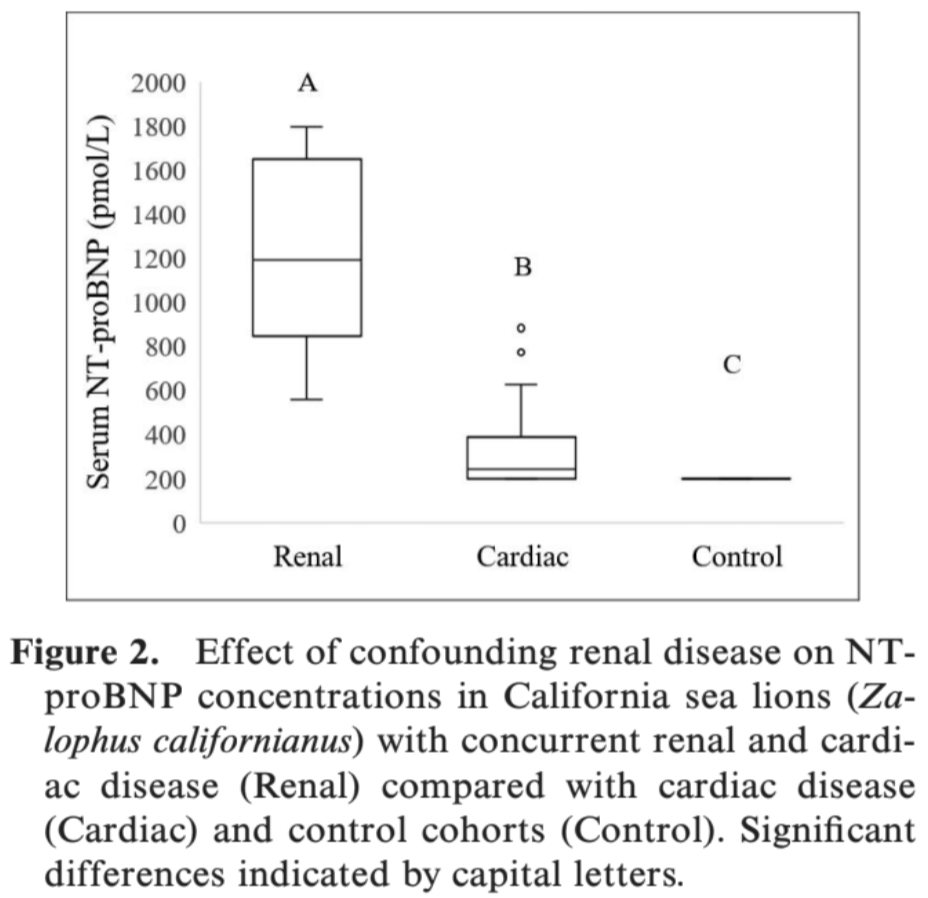 A
B
C
2000
1800
1600
1400
1200
1000
800
600
400
200
0
Serum NT-proBNP (pmol/L)
Renal
Cardiac
Control
Figure 2. Effect of confounding renal disease on NT-
proBNP concentrations in California sea lions (Za-
lophus californianus) with concurrent renal and cardi-
ac disease (Renal) compared with cardiac disease
(Cardiac) and control cohorts (Control). Significant
differences indicated by capital letters.